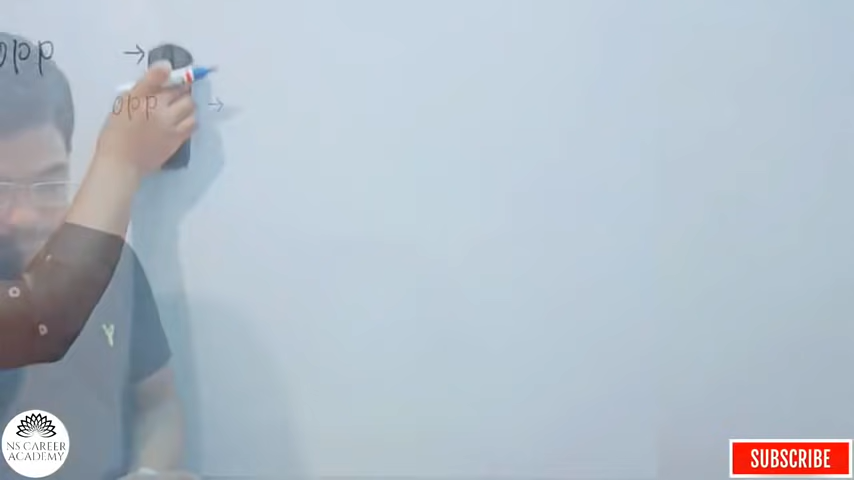 opp →
opp →
Y
NS CAREER
ACADEMY
SUBSCRIBE